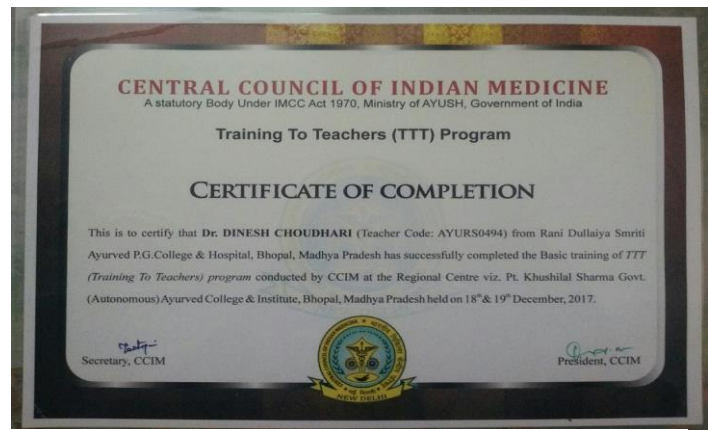 CENTRAL COUNCIL OF INDIAN MEDICINE
A statutory Body Under IMCC Act 1970, Ministry of AYUSH, Government of India
Training To Teachers (TTT) Program
CERTIFICATE OF COMPLETION
This is to certify that Dr. DINESH CHOUDHARI (Teacher Code: AYURS0494) from Rani Dullaiya Smriti
Ayurved P.G.College & Hospital, Bhopal, Madhya Pradesh has successfully completed the Basic training of TTT
(Training To Teachers) program conducted by CCIM at the Regional Centre viz. Pt. Khushilal Sharma Govt.
(Autonomous) Ayurved College & Institute, Bhopal, Madhya Pradesh held on 18th & 19th December, 2017.
Secretary, CCIM
President, CCIM
NEW DELHI